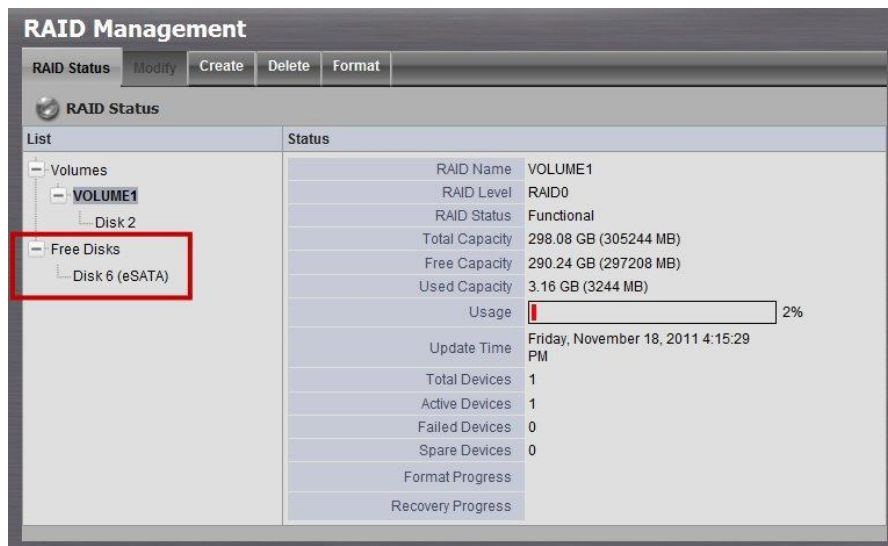 RAID Management
RAID Status Modify Create Delete Format
RAID Status
List Status
Volumes
VOLUME1
Disk 2
Free Disks
Disk 6 (eSATA)
RAID Name VOLUME1
RAID Level RAID0
RAID Status Functional
Total Capacity 298.08 GB (305244 MB)
Free Capacity 290.24 GB (297208 MB)
Used Capacity 3.16 GB (3244 MB)
Usage 2%
Update Time Friday, November 18, 2011 4:15:29
PM
Total Devices 1
Active Devices 1
Failed Devices 0
Spare Devices 0
Format Progress
Recovery Progress